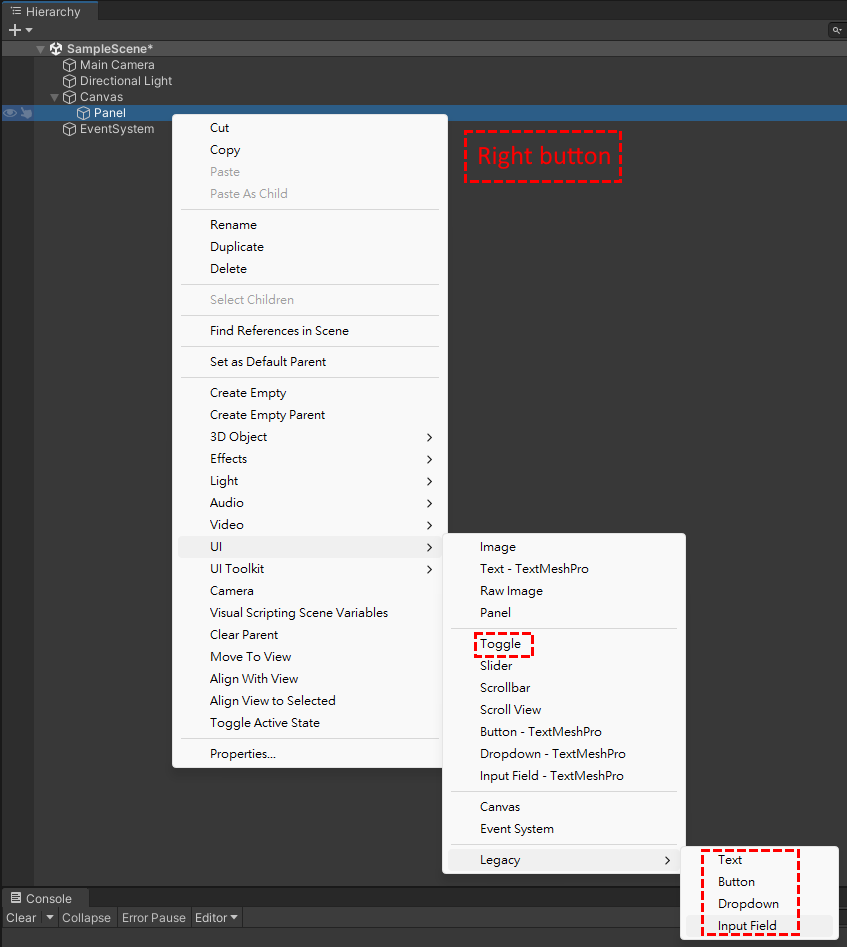 Hierarchy
SampleScene*
Main Camera
Directional Light
Canvas
Panel
EventSystem
Right button
Cut
Copy
Paste
Paste As Child
Rename
Duplicate
Delete
Select Children
Find References in Scene
Set as Default Parent
Create Empty
Create Empty Parent
3D Object
Effects
Light
Audio
Video
UI
UI Toolkit
Camera
Visual Scripting Scene Variables
Clear Parent
Move To View
Align With View
Align View to Selected
Toggle Active State
Properties...
Image
Text - TextMeshPro
Raw Image
Panel
Toggle
Slider
Scrollbar
Scroll View
Button - TextMeshPro
Dropdown - TextMeshPro
Input Field - TextMeshPro
Canvas
Event System
Legacy
Text
Button
Dropdown
Input Field
Console
Clear Collapse Error Pause Editor